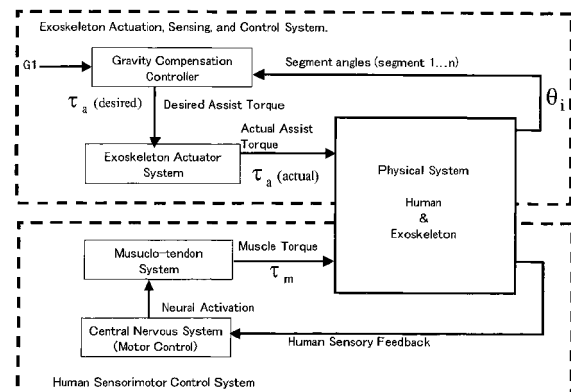 Exoskeleton Actuation, Sensing, and Control System.
G1
Gravity Compensation
Controller
Segment angles (segment 1...n)
θi
τa (desired)
Desired Assist Torque
Actual Assist
Torque
Exoskeleton Actuator
System
τa (actual)
Physical System
Human
&
Exoskeleton
Musuclo-tendon
System
Muscle Torque
τm
Neural Activation
Central Nervous System
(Motor Control)
Human Sensory Feedback
Human Sensorimotor Control System